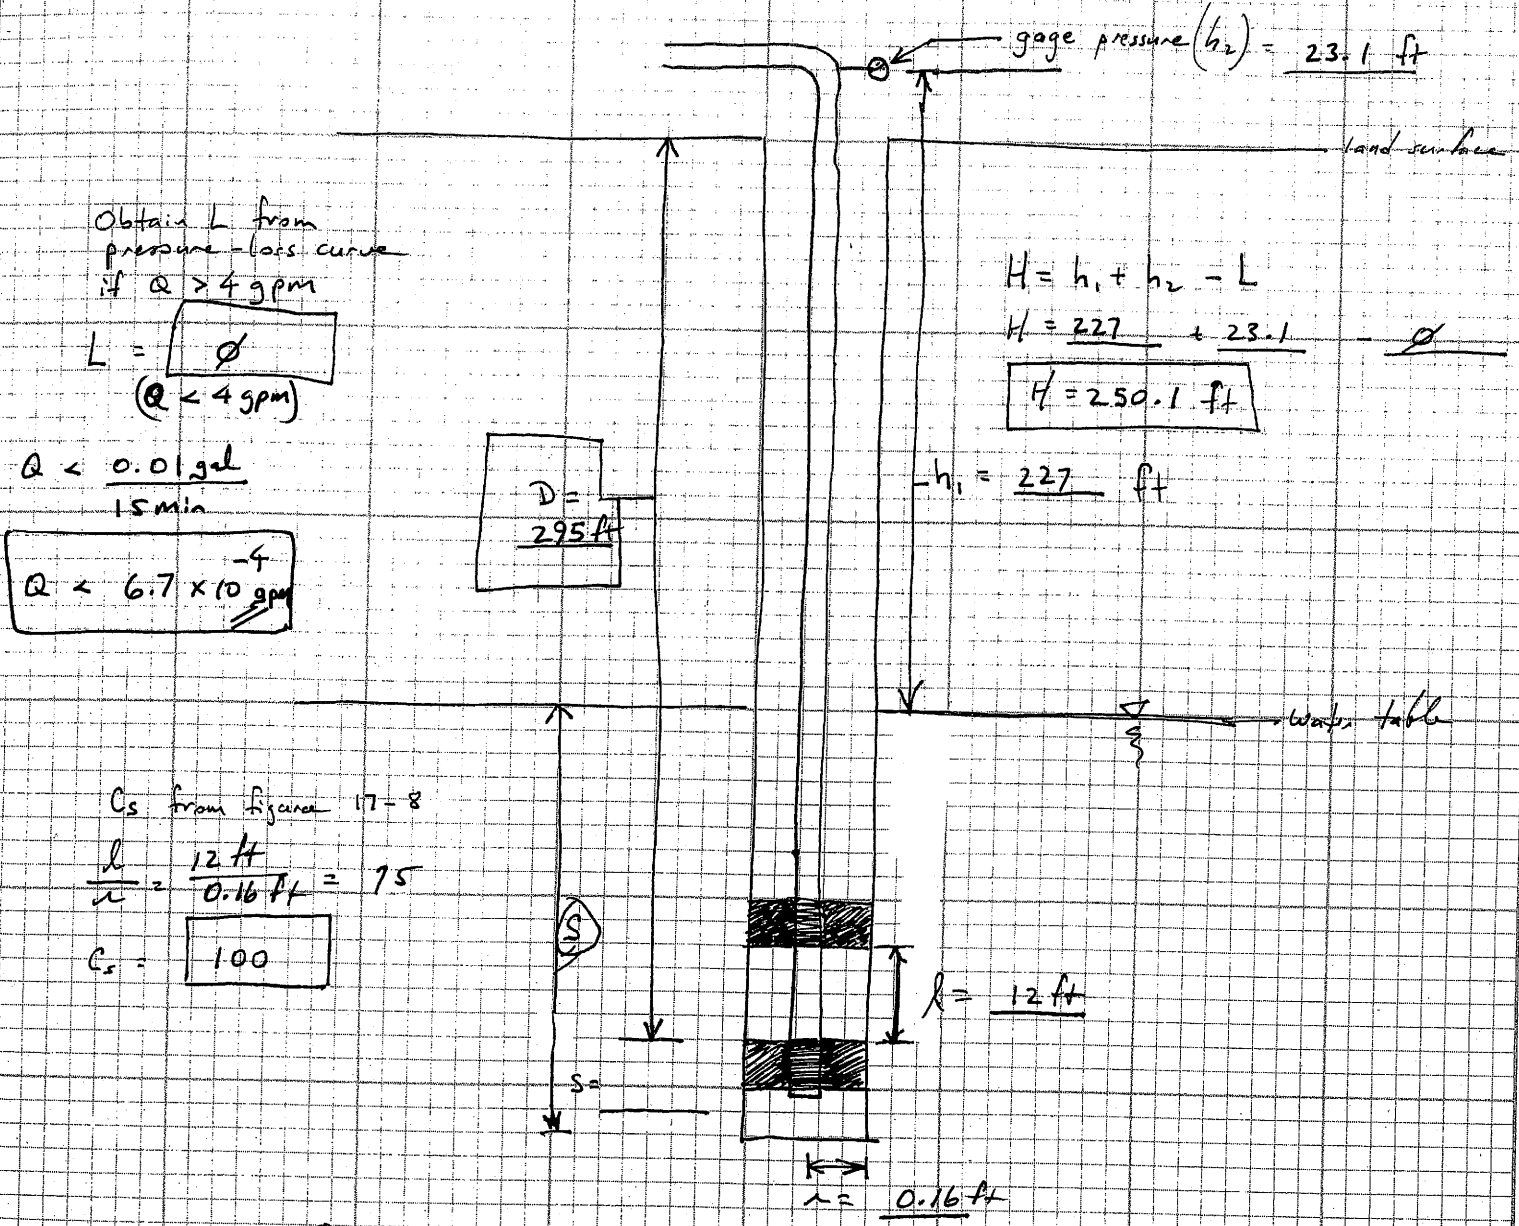 gage pressure (h₂) = 23.1 ft
land surface
Obtain L from
pressure-loss curve
if Q > 4 gpm
L = ∅
(Q < 4 gpm)
H = h₁ + h₂ - L
H = 227 + 23.1 - ∅
H = 250.1 ft
Q < 0.01 gal
15 min
Q < 6.7 x 10⁻⁴ gpm
D =
295 ft
h₁ = 227 ft
water table
Cs from figure 17-8
l/r = 12 ft / 0.16 ft = 75
Cs = 100
S
l = 12 ft
S=
r = 0.16 ft